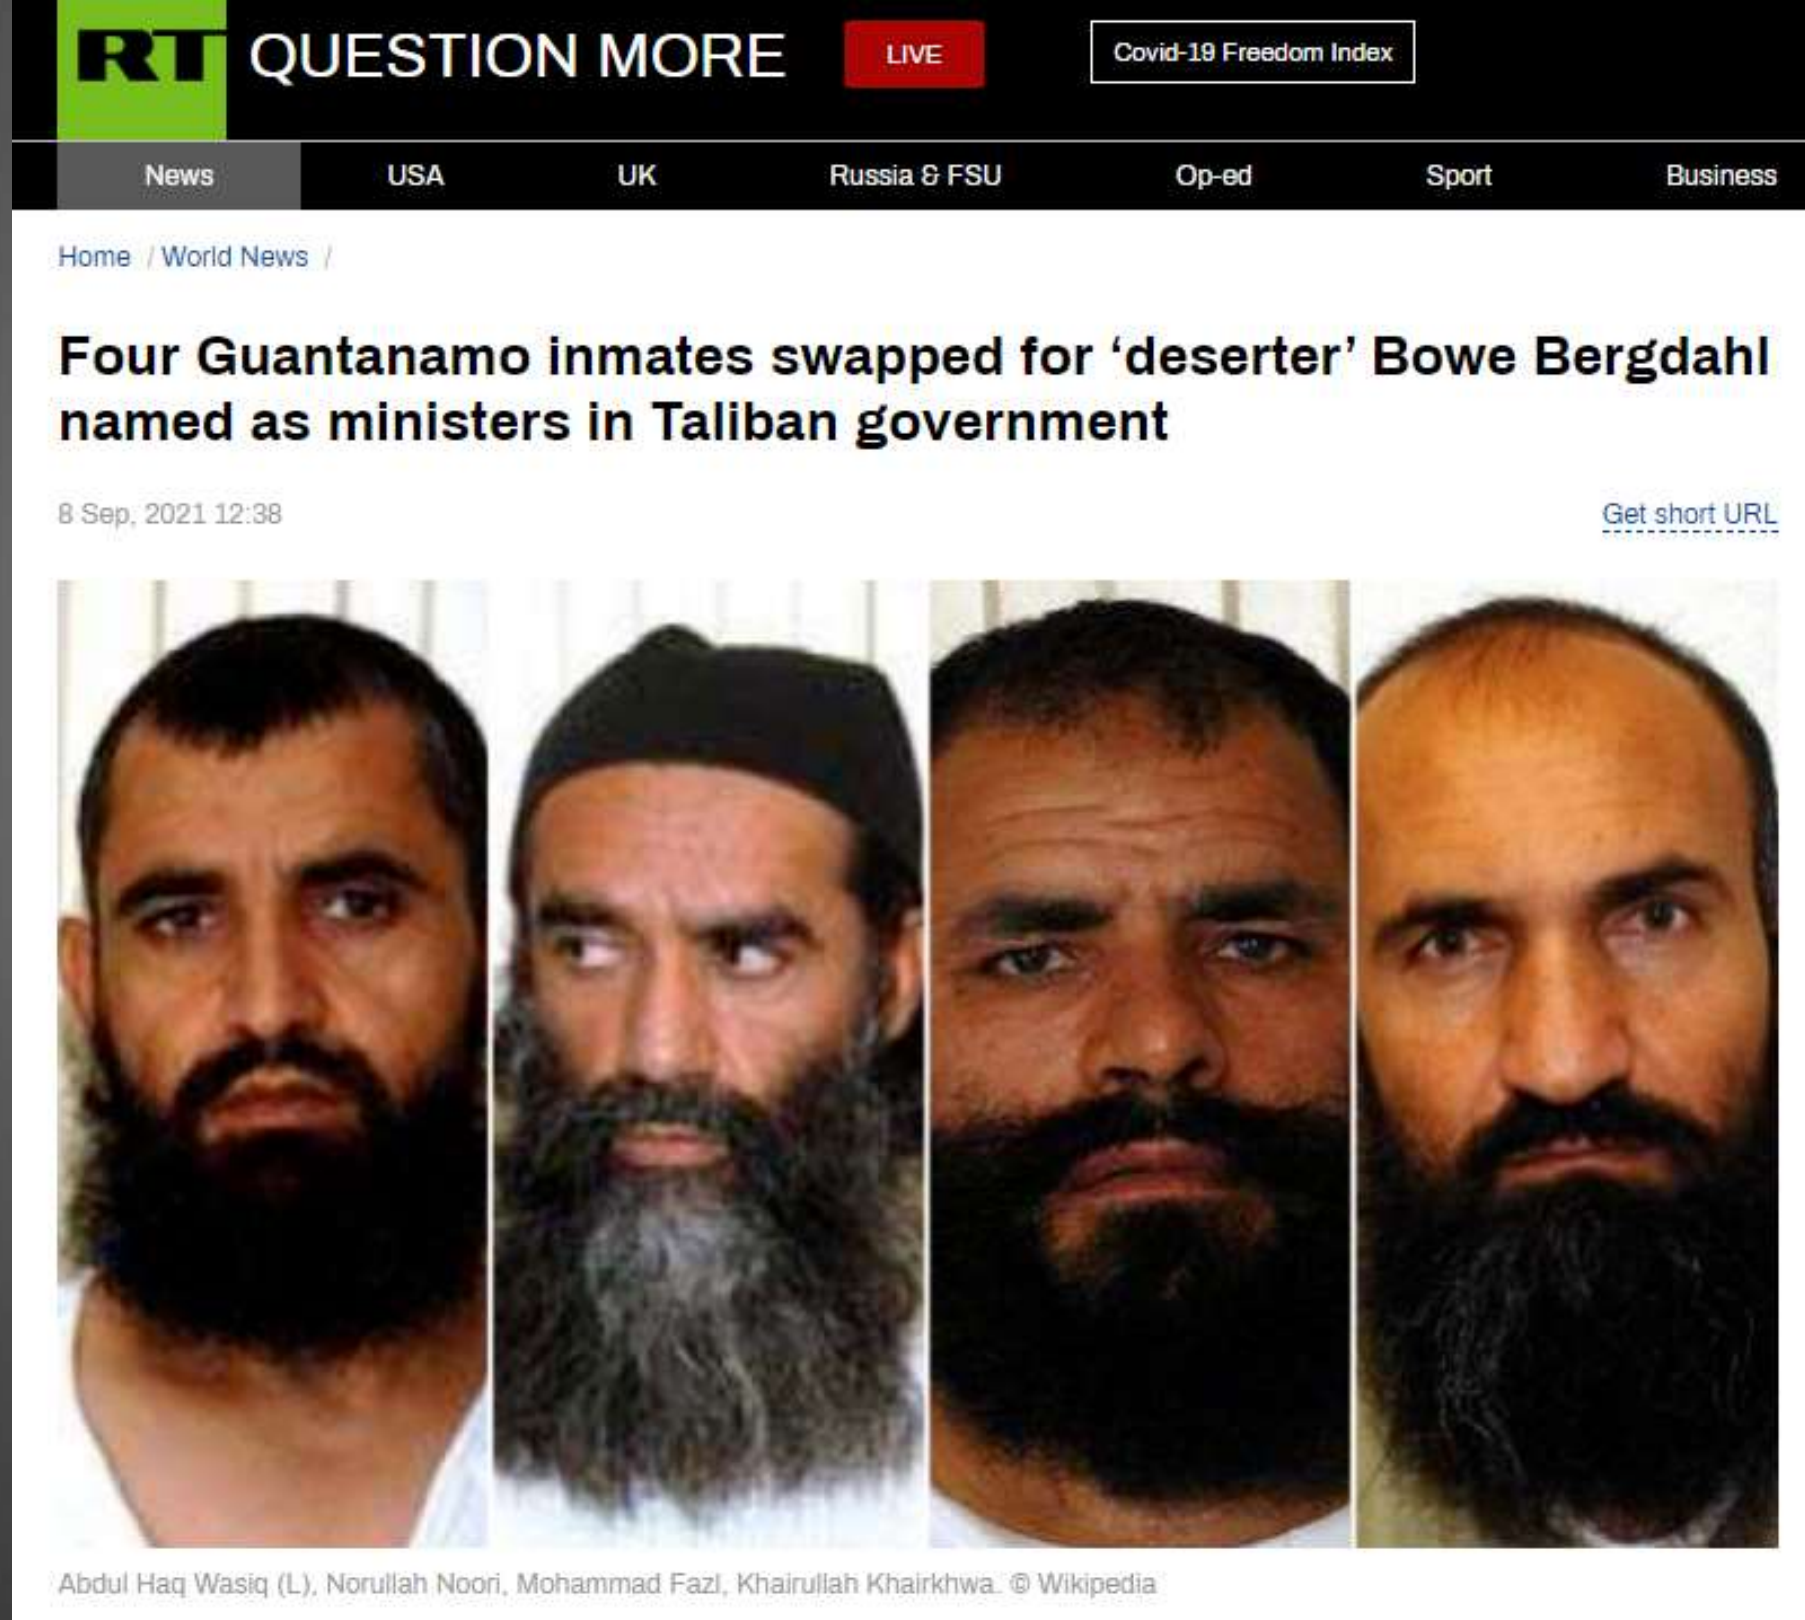 RT QUESTION MORE LIVE Covid-19 Freedom Index
News USA UK Russia & FSU Op-ed Sport Business
Home / World News /
Four Guantanamo inmates swapped for ‘deserter’ Bowe Bergdahl
named as ministers in Taliban government
8 Sep, 2021 12:38 Get short URL
Abdul Haq Wasiq (L), Norullah Noori, Mohammad Fazl, Khairullah Khairkhwa. © Wikipedia